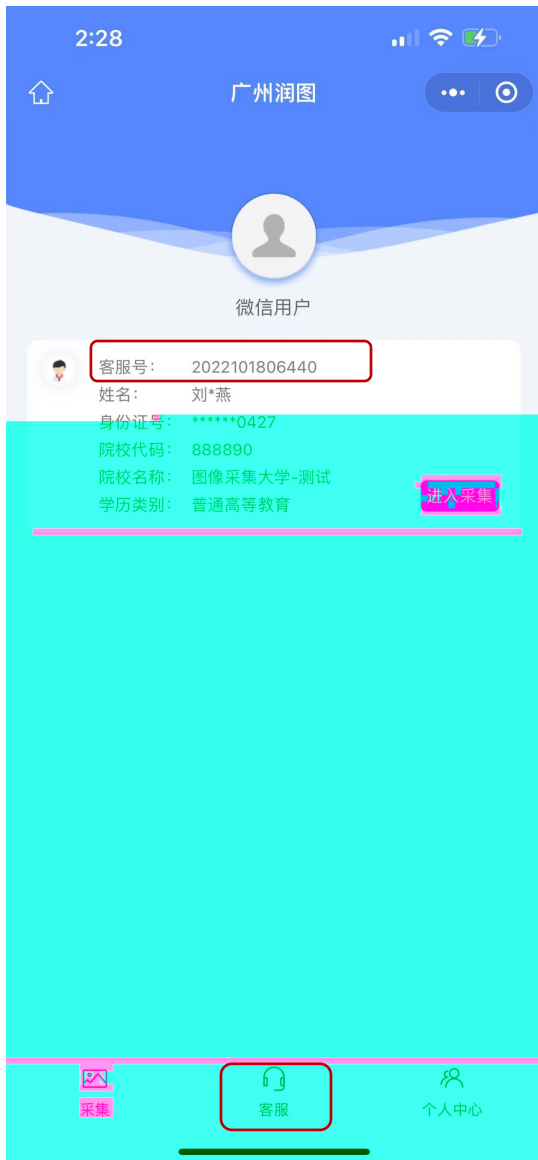 2:28
广州润图
微信用户
客服号： 2022101806440
姓名： 刘*燕
身份证号： ******0427
院校代码： 888890
院校名称： 图像采集大学-测试
学历类别： 普通高等教育
进入采集
采集 客服 个人中心